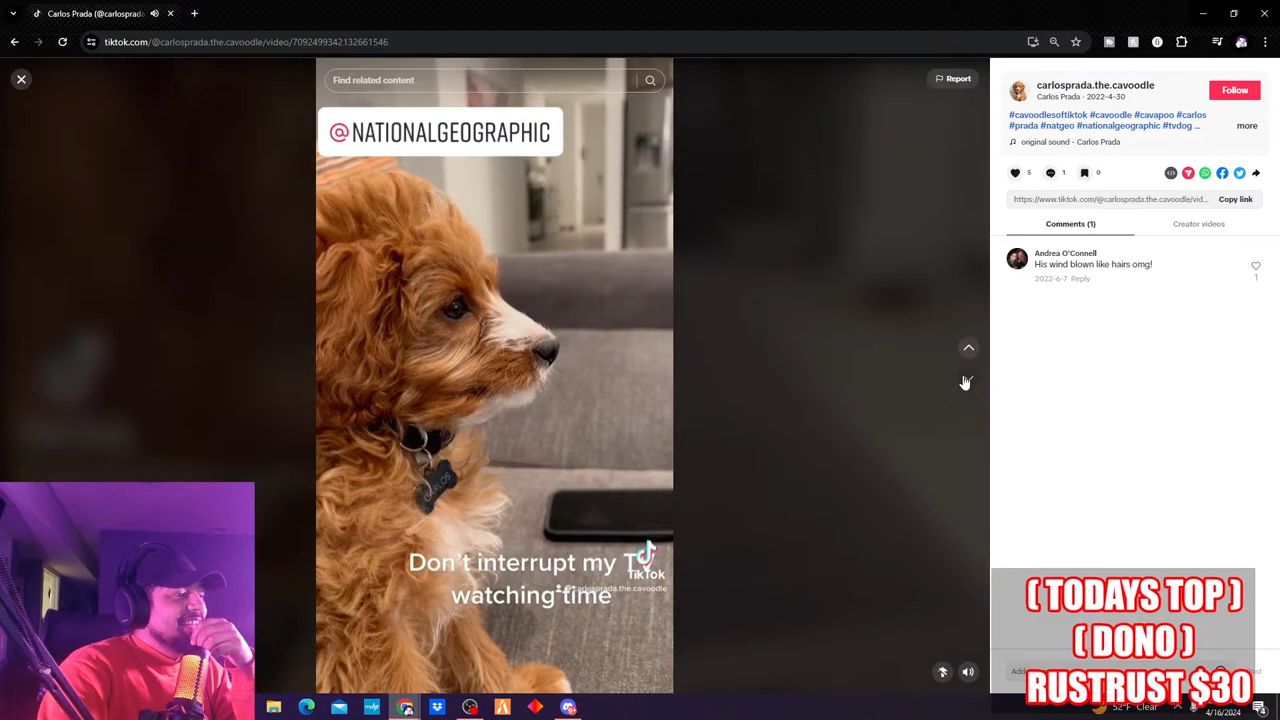 Carlos Prada (@carlosprada
tiktok.com/@carlosprada.the.cavoodle/video/7092499342132661546
Find related content
Report
@NATIONALGEOGRAPHIC
CARLOS
Don't interrupt my T
watching time
TikTok
@carlosprada.the.cavoodle
carlosprada.the.cavoodle
Carlos Prada · 2022-4-30
Follow
#cavoodlesoftiktok #cavoodle #cavapoo #carlos
#prada #natgeo #nationalgeographic #tvdog ...
more
original sound - Carlos Prada
5
1
0
https://www.tiktok.com/@carlosprada.the.cavoodle/vid...
Copy link
Comments (1)
Creator videos
Andrea O'Connell
His wind blown like hairs omg!
2022-6-7 Reply
1
( TODAYS TOP )
( DONO )
RUSTRUST $30
52°F Clear
4/16/2024
4